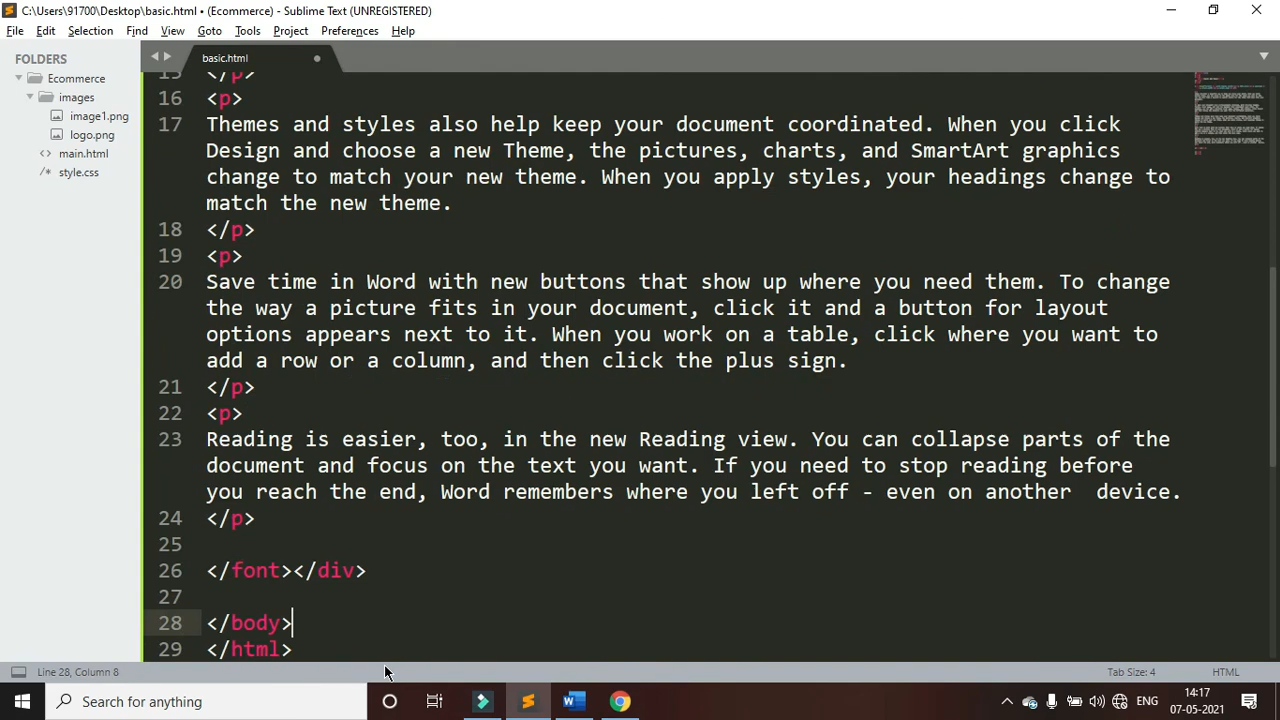 C:\Users\91700\Desktop\basic.html • (Ecommerce) - Sublime Text (UNREGISTERED)
File Edit Selection Find View Goto Tools Project Preferences Help
FOLDERS
Ecommerce
images
image1.png
logo.png
<> main.html
/* style.css
basic.html
15 </p>
16 <p>
17 Themes and styles also help keep your document coordinated. When you click
Design and choose a new Theme, the pictures, charts, and SmartArt graphics
change to match your new theme. When you apply styles, your headings change to
match the new theme.
18 </p>
19 <p>
20 Save time in Word with new buttons that show up where you need them. To change
the way a picture fits in your document, click it and a button for layout
options appears next to it. When you work on a table, click where you want to
add a row or a column, and then click the plus sign.
21 </p>
22 <p>
23 Reading is easier, too, in the new Reading view. You can collapse parts of the
document and focus on the text you want. If you need to stop reading before
you reach the end, Word remembers where you left off - even on another  device.
24 </p>
25
26 </font></div>
27
28 </body>
29 </html>
Line 28, Column 8 Tab Size: 4 HTML
Search for anything
ENG
14:17
07-05-2021